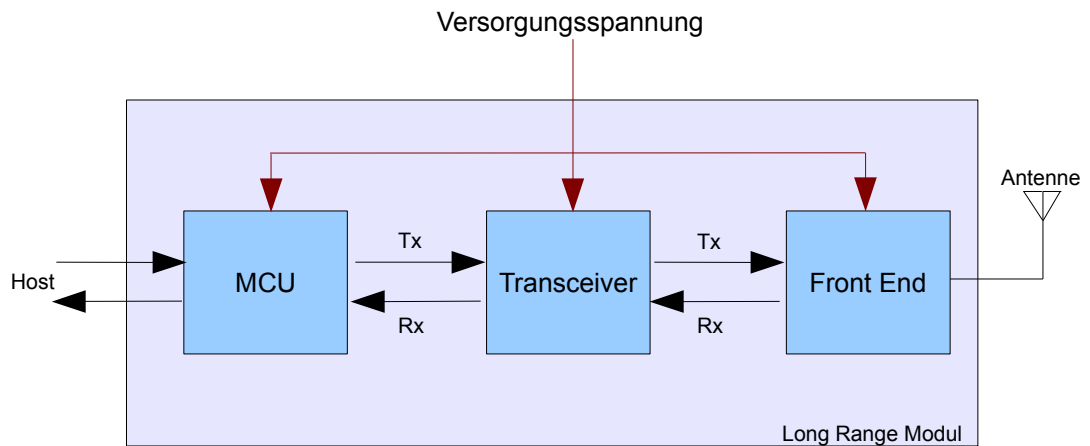 Versorgungsspannung
Antenne
Tx
Tx
Host
MCU
Transceiver
Front End
Rx
Rx
Long Range Modul